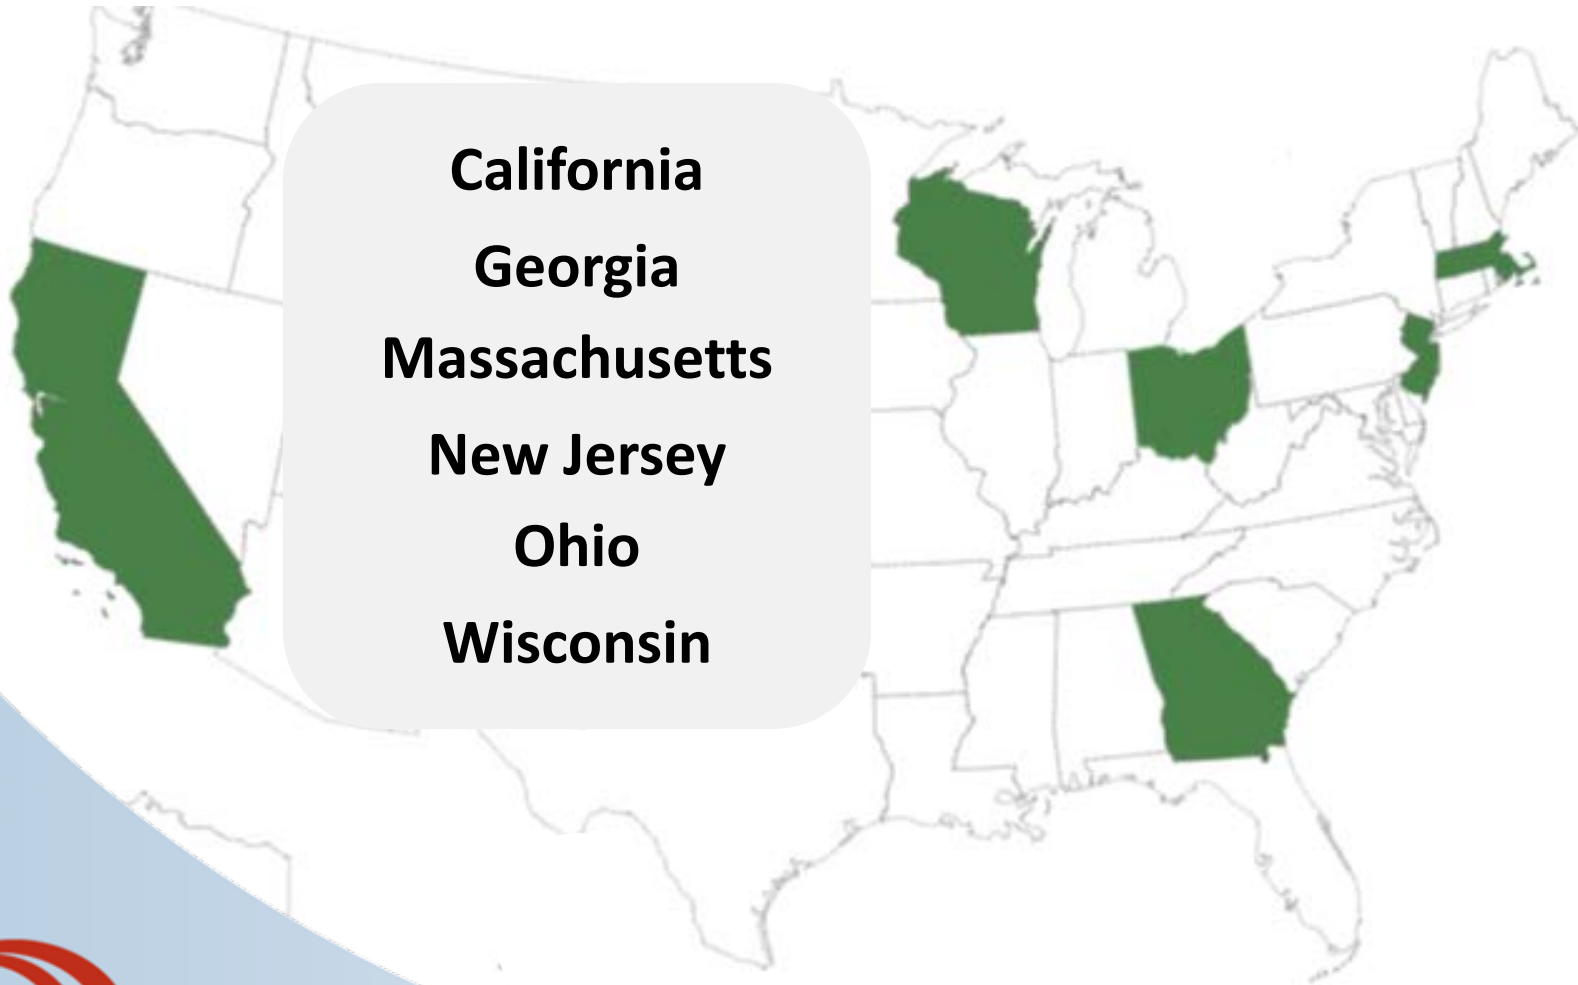 California
Georgia
Massachusetts
New Jersey
Ohio
Wisconsin